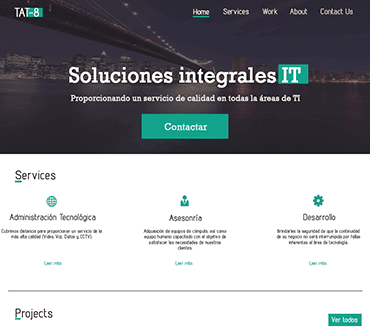 TAT-8
Home Services Work About Contact Us
Soluciones integrales IT
Proporcionando un servicio de calidad en todas la áreas de TI
Contactar
Services
Administración Tecnológica
Cubrimos distancia para proporcionar un servicio de la
más alta calidad (Video, Voz, Datos y CCTV).
Leer más
Asesonría
Adquisición de equipos de cómputo, así como
equipo humano capacitado con el objetivo de
satisfacer las necesidades de nuestros
clientes.
Leer más
Desarrollo
Brindarles la seguridad de que la continuidad
de su negocio no será interrumpida por fallas
inherentes al área de tecnología.
Leer más
Projects
Ver todos